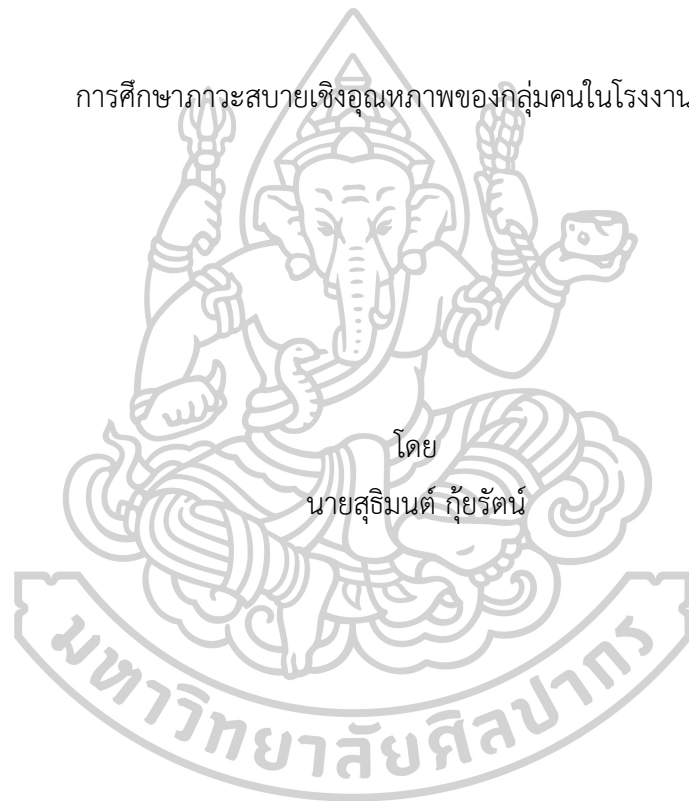 การศึกษาภาวะสบายเชิงอุณหภาพของกลุ่มคนในโรงงาน
โดย
นายสุธิมนต์ กุ้ยรัตน์
มหาวิทยาลัยศิลปากร